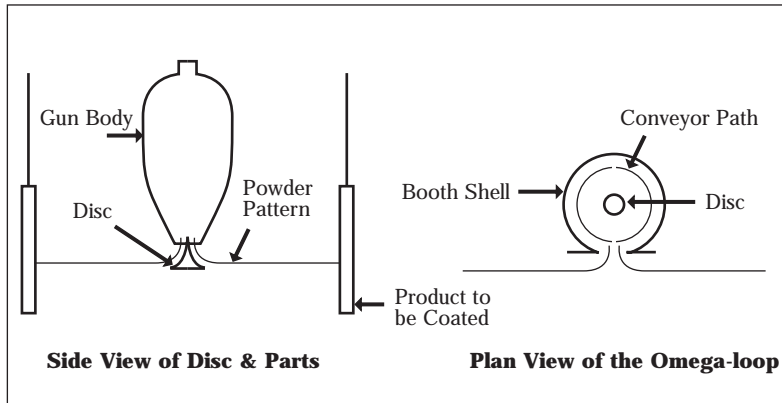 Gun Body
Disc
Powder
Pattern
Product to
be Coated
Side View of Disc & Parts
Conveyor Path
Booth Shell
Disc
Plan View of the Omega-loop